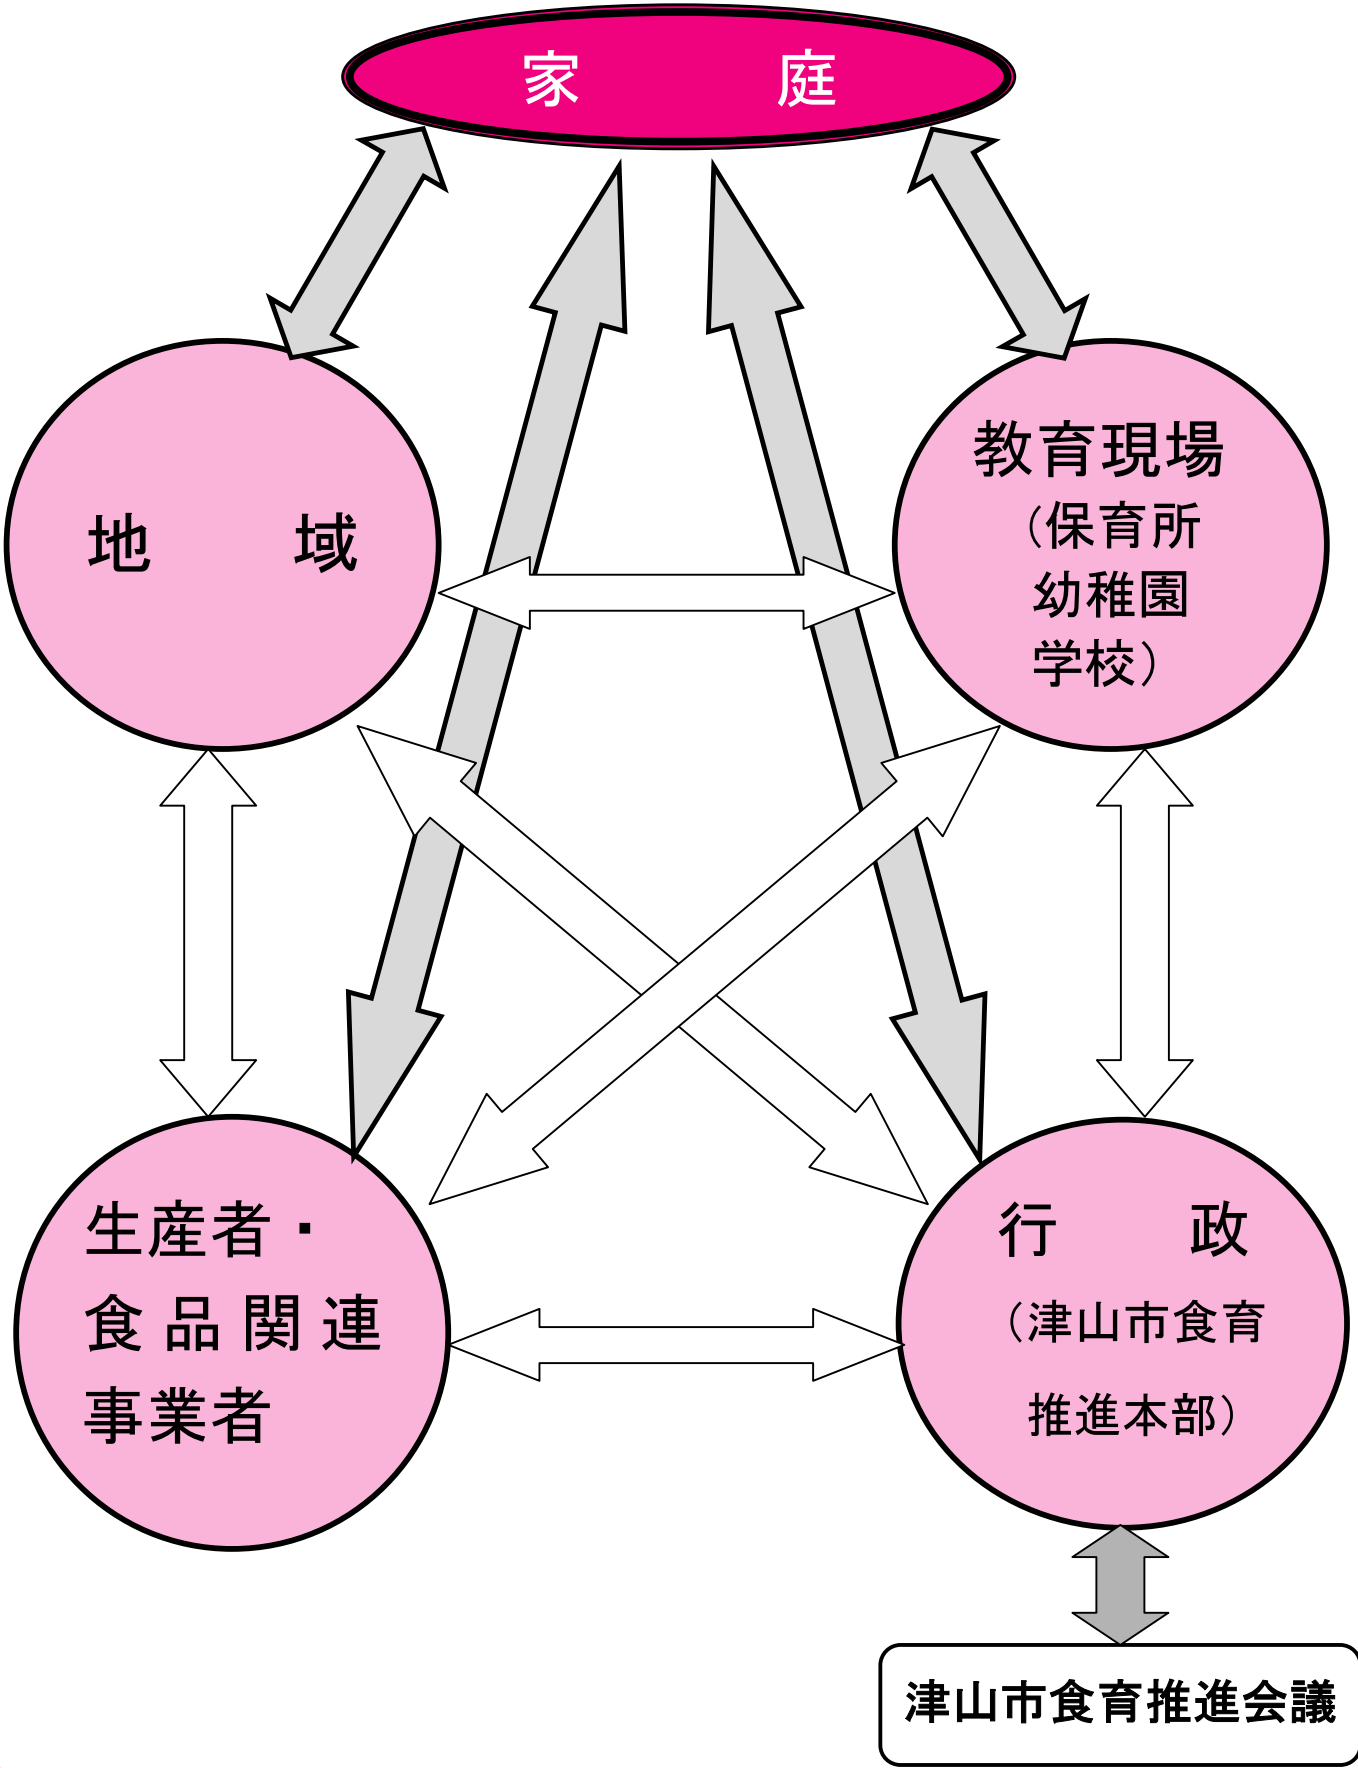 家 庭
地 域
教育現場
（保育所
幼稚園
学校）
生産者・
食品関連
事業者
行 政
（津山市食育
推進本部）
津山市食育推進会議